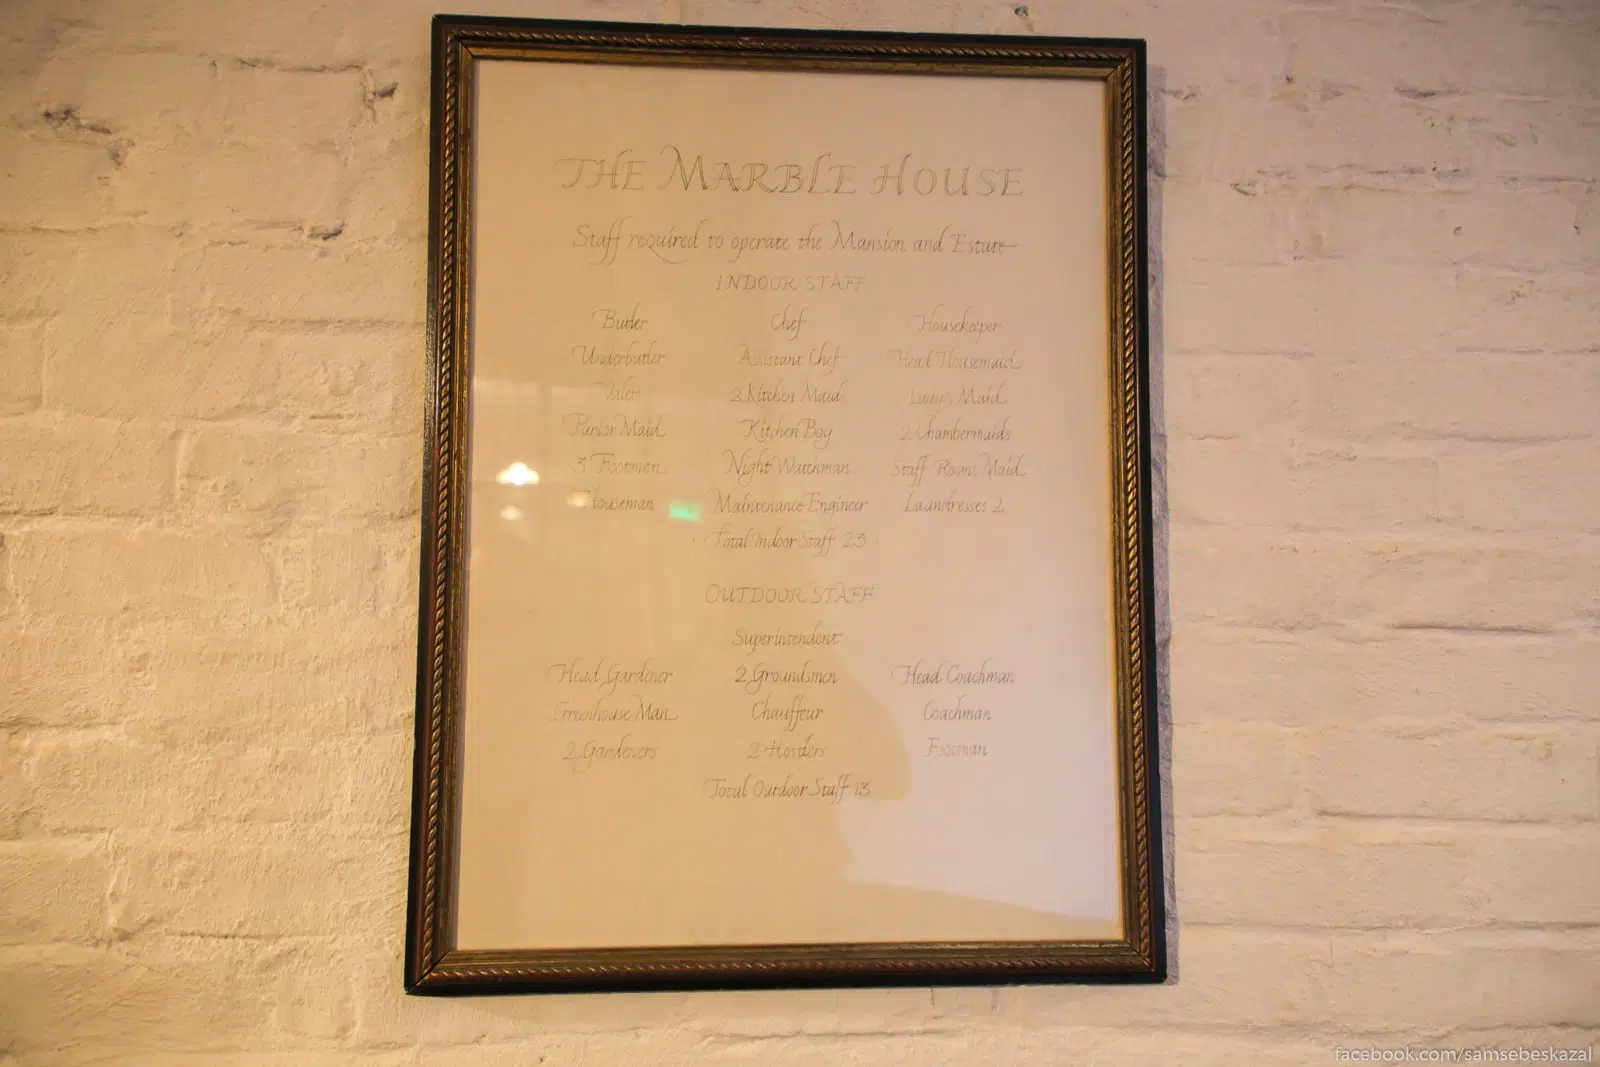 THE MARBLE HOUSE
Staff required to operate the Mansion and Estate
INDOOR STAFF
Butler Chef Housekeeper
Underbutler Assistant Chef Head Housemaid
Valet 2 Kitchen Maid Lady's Maid
Parlor Maid Kitchen Boy 2 Chambermaids
3 Footmen Night Watchman Staff Rooms Maid
Houseman Maintenance Engineer Laundresses 2
Total Indoor Staff 23
OUTDOOR STAFF
Superintendent
Head Gardener 2 Groundsmen Head Coachman
Greenhouse Man Chauffeur Coachman
2 Gardeners 2 Hostlers Footman
Total Outdoor Staff 13
facebook.com/samsebeskazal